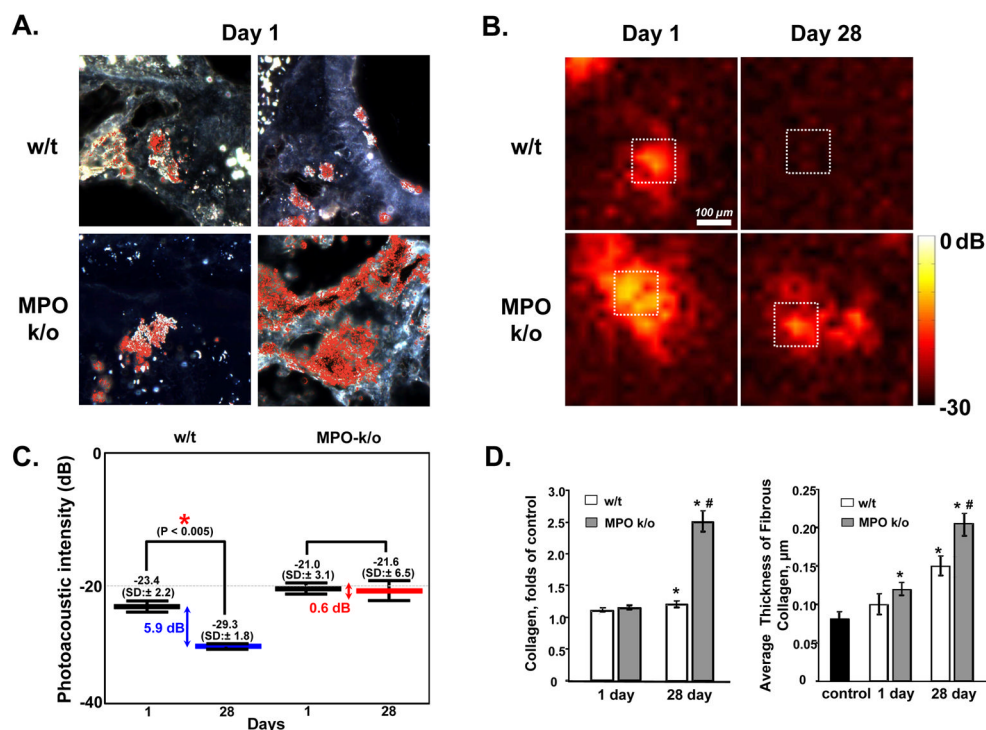 A.
Day 1
w/t
MPO
k/o
B.
Day 1
Day 28
w/t
100 µm
MPO
k/o
0 dB
-30
C.
w/t
MPO-k/o
Photoacoustic intensity (dB)
0
-20
-40
*
(P < 0.005)
-23.4
(SD:± 2.2)
5.9 dB
-29.3
(SD:± 1.8)
-21.0
(SD:± 3.1)
-21.6
(SD:± 6.5)
0.6 dB
1
28
1
28
Days
D.
Collagen, folds of control
3.0
2.5
2.0
1.5
1.0
0
w/t
MPO k/o
*
* #
1 day
28 day
Average Thickness of Fibrous
Collagen, µm
0.25
0.20
0.15
0.10
0.05
0
w/t
MPO k/o
*
*
* #
control
1 day
28 day